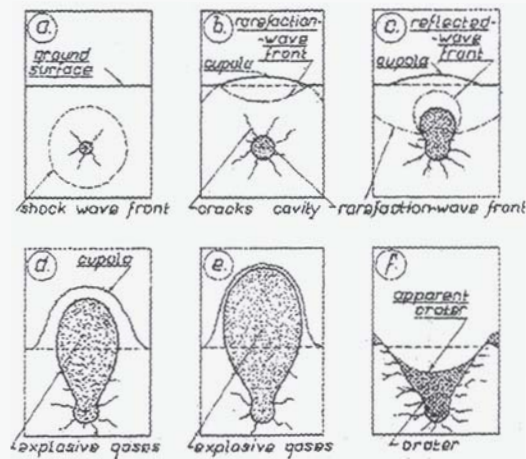 a.
ground
surface
shock wave front
b.
rarefaction-
-wave
front
cupola
cracks cavity
c.
reflected-
-wave
front
cupola
rarefaction-wave front
d.
cupola
explosive gases
e.
explosive gases
f.
apparent
crater
crater